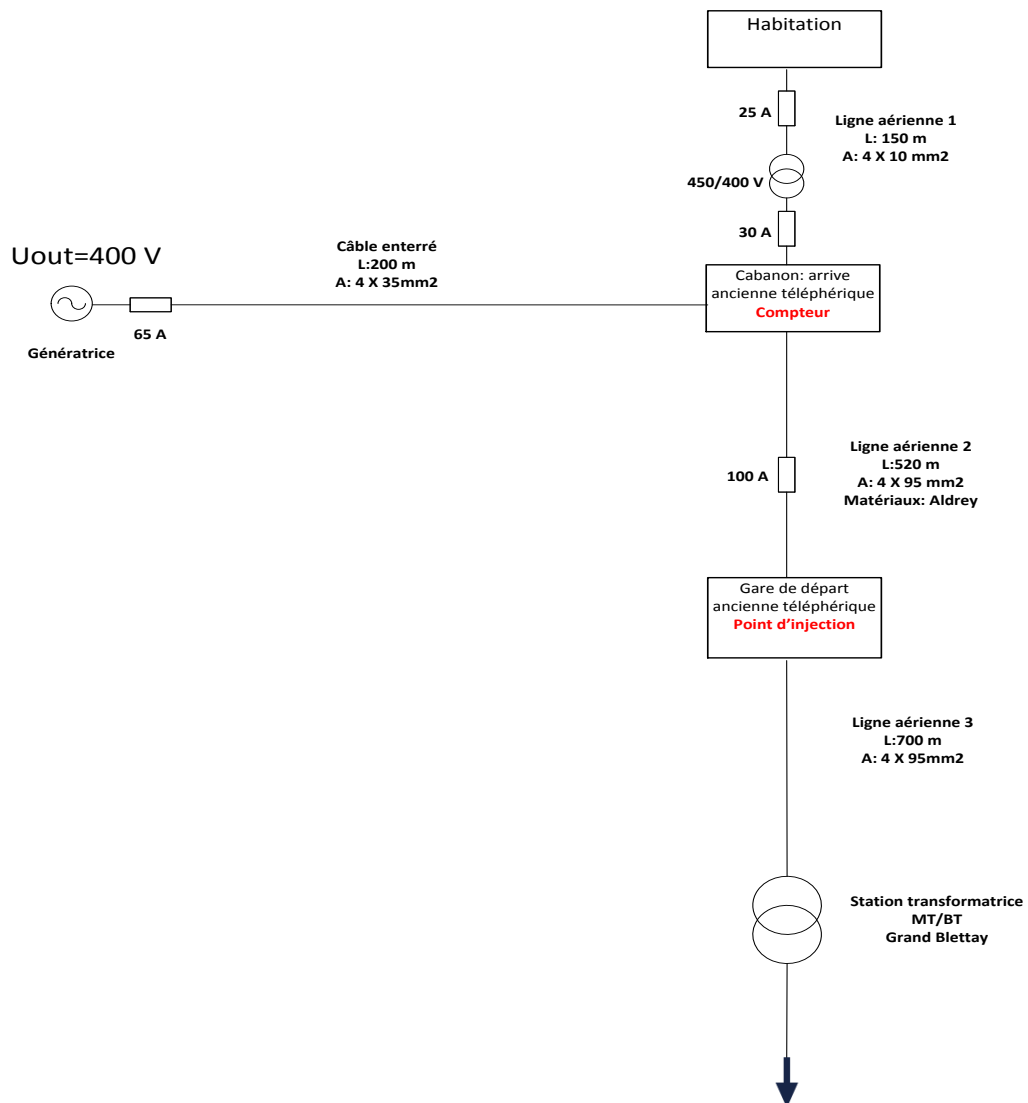 Habitation
25 A
Ligne aérienne 1
L: 150 m
A: 4 X 10 mm2
450/400 V
30 A
Uout=400 V
Câble enterré
L:200 m
A: 4 X 35mm2
65 A
Génératrice
Cabanon: arrive
ancienne téléphérique
Compteur
100 A
Ligne aérienne 2
L:520 m
A: 4 X 95 mm2
Matériaux: Aldrey
Gare de départ
ancienne téléphérique
Point d’injection
Ligne aérienne 3
L:700 m
A: 4 X 95mm2
Station transformatrice
MT/BT
Grand Blettay